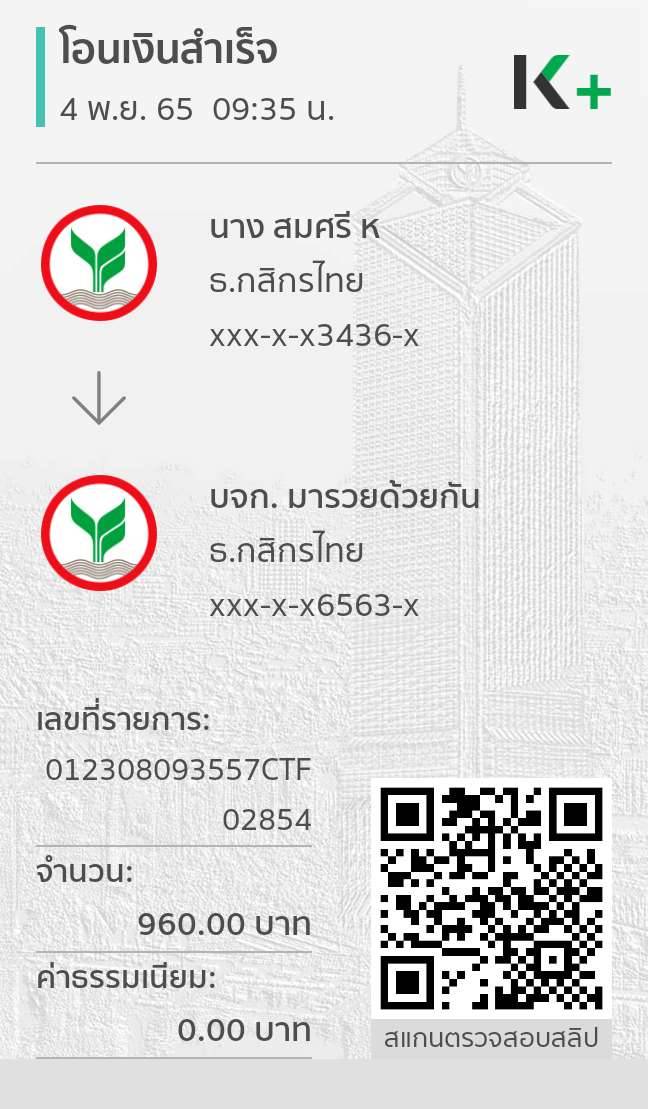 โอนเงินสำเร็จ
4 พ.ย. 65 09:35 น.
K+
นาง สมศรี ห
ธ.กสิกรไทย
xxx-x-x3436-x
บจก. มารวยด้วยกัน
ธ.กสิกรไทย
xxx-x-x6563-x
เลขที่รายการ:
012308093557CTF
02854
จำนวน:
960.00 บาท
ค่าธรรมเนียม:
0.00 บาท
สแกนตรวจสอบสลิป